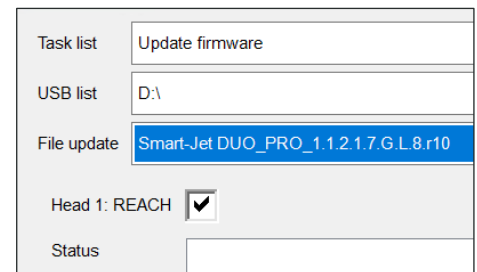 Task list Update firmware
USB list D:\
File update Smart-Jet DUO_PRO_1.1.2.1.7.G.L.8.r10
Head 1: REACH
Status